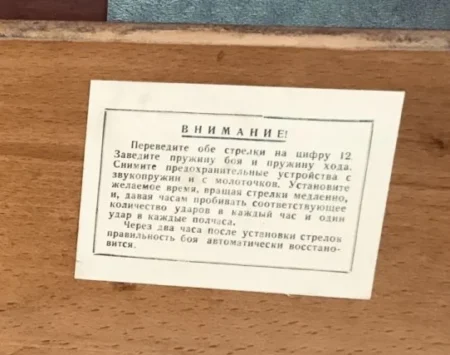 ВНИМАНИЕ!
Переведите обе стрелки на цифру 12.
Заведите пружину боя и пружину хода.
Снимите предохранительные устройства с
звукопружин и с молоточков. Установите
желаемое время, вращая стрелки медленно,
и, давая часам пробивать соответствующее
количество ударов в каждый час и один
удар в каждые полчаса.
Через два часа после установки стрелок
правильность боя автоматически восстано-
вится.